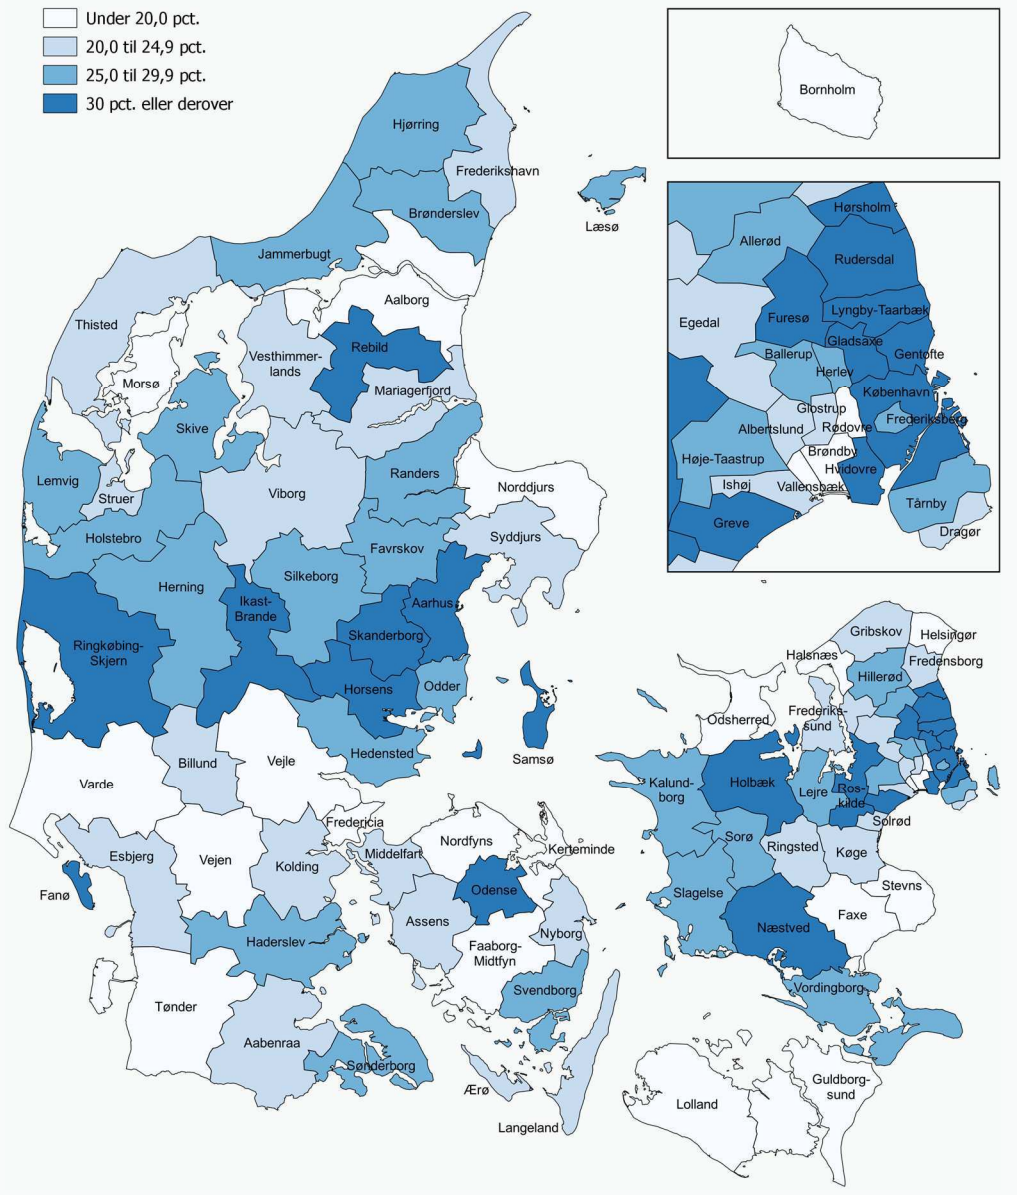 Under 20,0 pct.
20,0 til 24,9 pct.
25,0 til 29,9 pct.
30 pct. eller derover
Bornholm
Hjørring
Frederikshavn
Læsø
Brønderslev
Jammerbugt
Aalborg
Thisted
Vesthimmer-
lands
Rebild
Morsø
Mariagerfjord
Skive
Lemvig
Struer
Viborg
Randers
Norddjurs
Holstebro
Syddjurs
Favrskov
Silkeborg
Herning
Ikast-
Brande
Aarhus
Skanderborg
Ringkøbing-
Skjern
Horsens
Odder
Hedensted
Samsø
Billund
Vejle
Varde
Fredericia
Esbjerg
Vejen
Kolding
Middelfart
Nordfyns
Kerteminde
Fanø
Odense
Assens
Nyborg
Haderslev
Faaborg-
Midtfyn
Svendborg
Tønder
Aabenraa
Sønderborg
Ærø
Langeland
Hørsholm
Allerød
Rudersdal
Egedal
Furesø
Lyngby-Taarbæk
Gladsaxe
Gentofte
Ballerup
Herlev
København
Glostrup
Frederiksberg
Albertslund
Rødovre
Brøndby
Høje-Taastrup
Hvidovre
Ishøj
Vallensbæk
Tårnby
Greve
Dragør
Gribskov
Helsingør
Halsnæs
Fredensborg
Hillerød
Odsherred
Frederiks-
sund
Kalund-
borg
Holbæk
Lejre
Ros-
kilde
Solrød
Sorø
Ringsted
Køge
Stevns
Slagelse
Faxe
Næstved
Vordingborg
Guldborg-
sund
Lolland